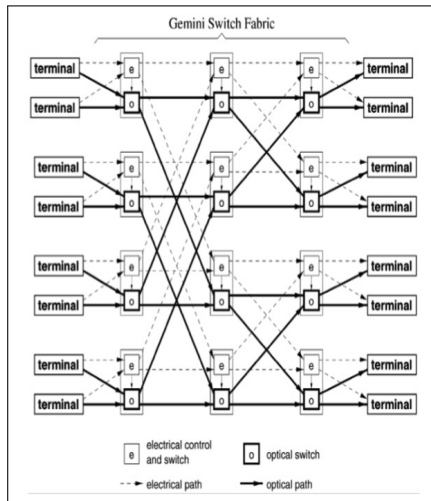 Gemini Switch Fabric
terminal e e e terminal
terminal o o o terminal
terminal e e e terminal
terminal o o o terminal
terminal e e e terminal
terminal o o o terminal
terminal e e e terminal
terminal o o o terminal
e electrical control
and switch
o optical switch
electrical path
optical path